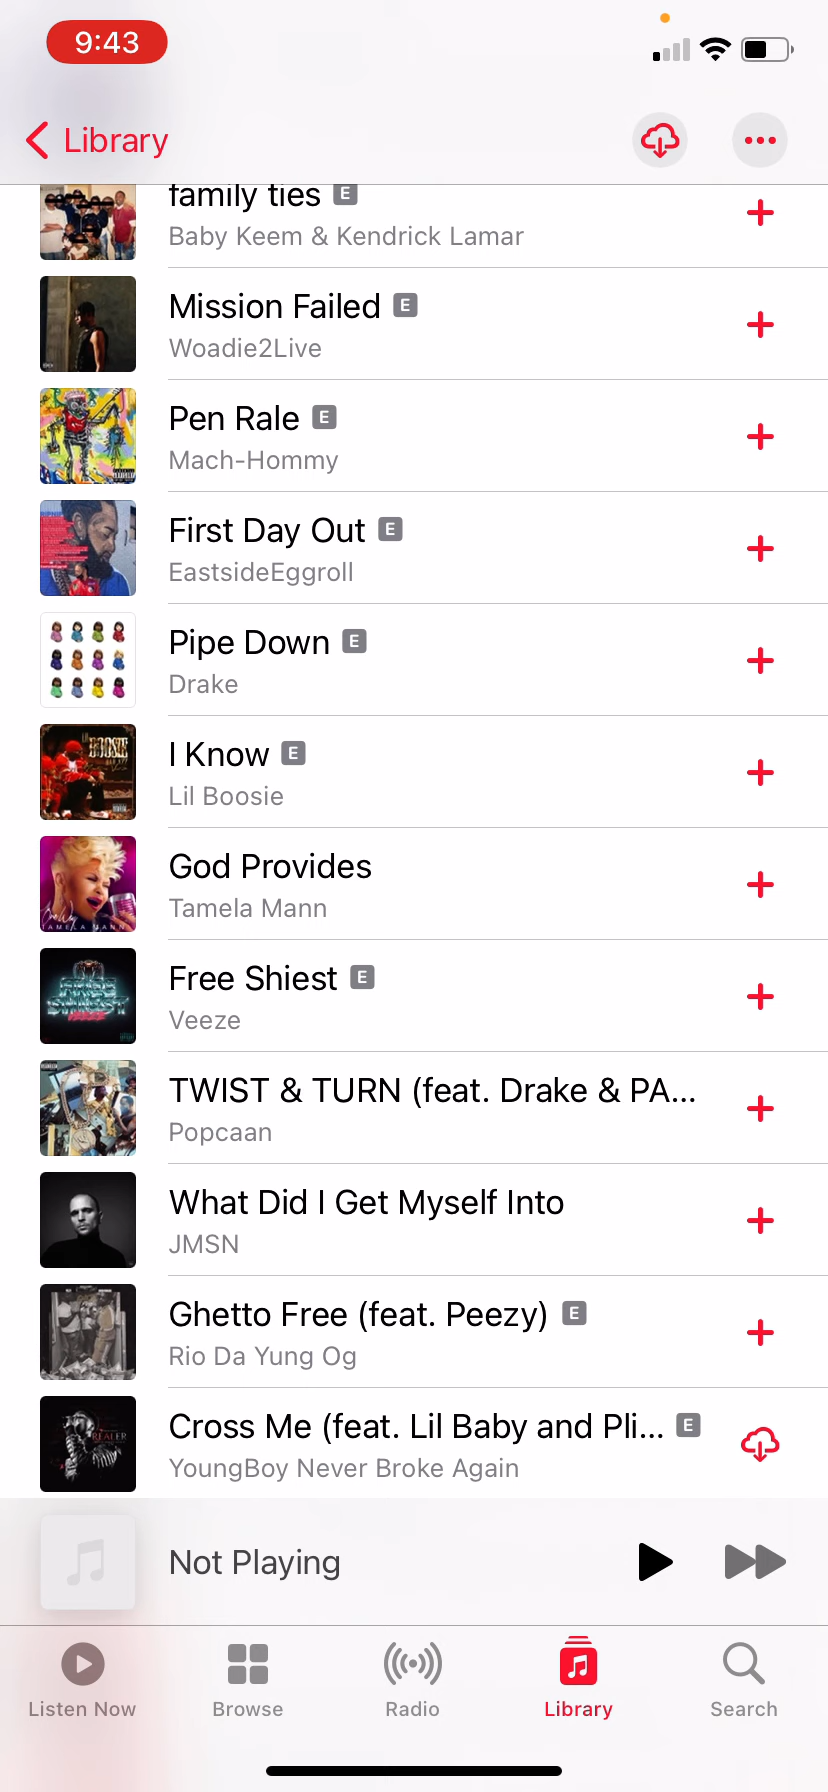 9:43
Library
family ties E
Baby Keem & Kendrick Lamar
Mission Failed E
Woadie2Live
Pen Rale E
Mach-Hommy
First Day Out E
EastsideEggroll
Pipe Down E
Drake
I Know E
Lil Boosie
God Provides
Tamela Mann
Free Shiest E
Veeze
TWIST & TURN (feat. Drake & PA...
Popcaan
What Did I Get Myself Into
JMSN
Ghetto Free (feat. Peezy) E
Rio Da Yung Og
REALER
Cross Me (feat. Lil Baby and Pli... E
YoungBoy Never Broke Again
Not Playing
Listen Now
Browse
Radio
Library
Search